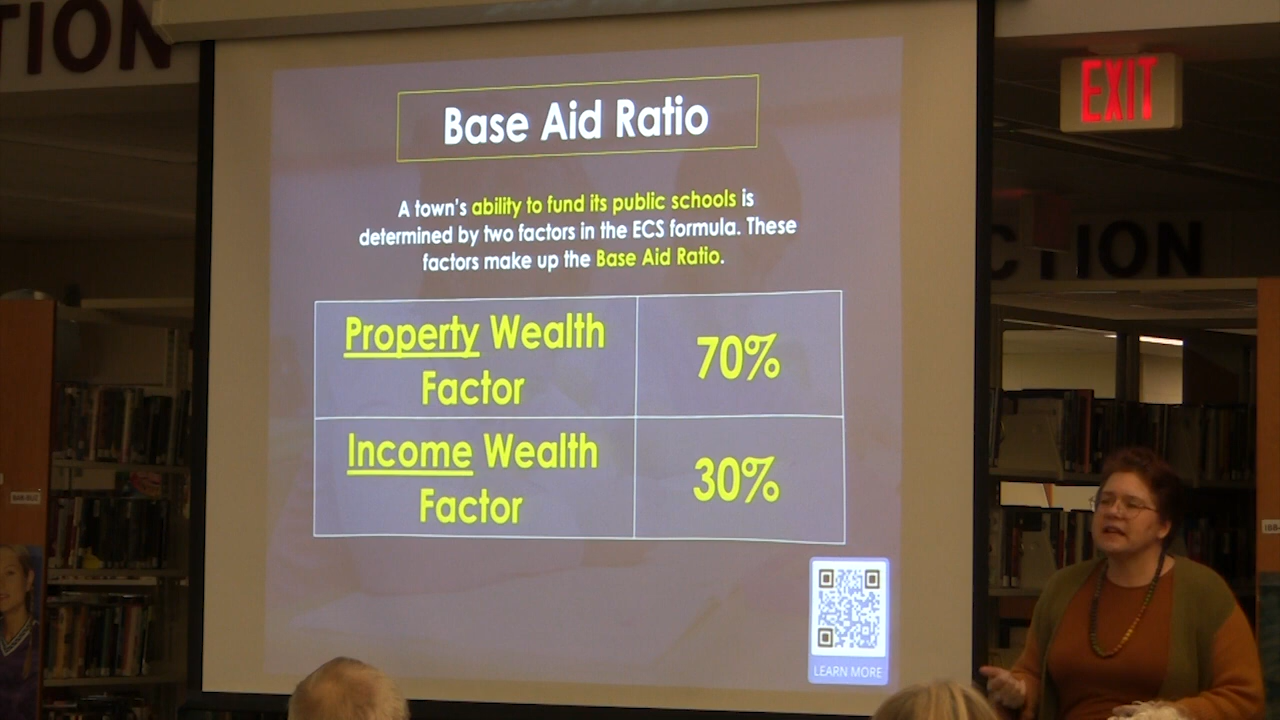 TION
EXIT
Base Aid Ratio
A town's ability to fund its public schools is
determined by two factors in the ECS formula. These
factors make up the Base Aid Ratio.
Property Wealth
Factor
70%
Income Wealth
Factor
30%
LEARN MORE
CTION